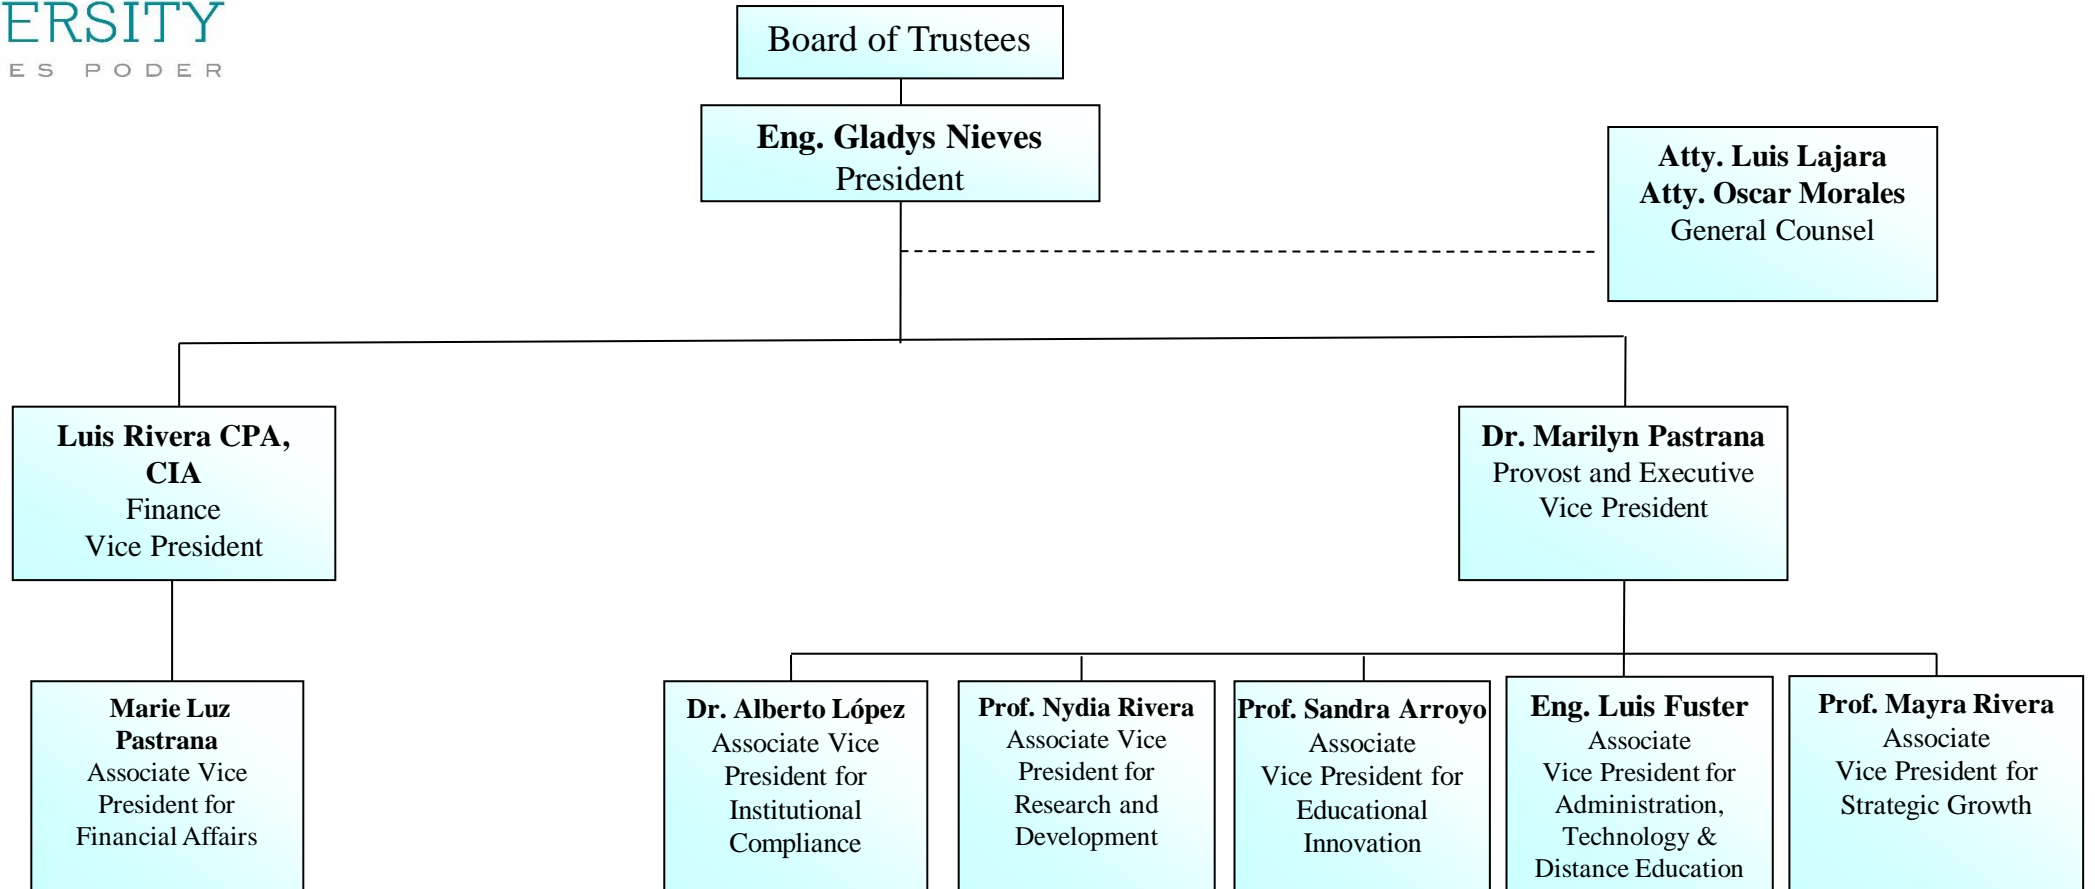 ERSITY
ES PODER
Board of Trustees
Eng. Gladys Nieves
President
Atty. Luis Lajara
Atty. Oscar Morales
General Counsel
Luis Rivera CPA,
CIA
Finance
Vice President
Dr. Marilyn Pastrana
Provost and Executive
Vice President
Marie Luz
Pastrana
Associate Vice
President for
Financial Affairs
Dr. Alberto López
Associate Vice
President for
Institutional
Compliance
Prof. Nydia Rivera
Associate Vice
President for
Research and
Development
Prof. Sandra Arroyo
Associate
Vice President for
Educational
Innovation
Eng. Luis Fuster
Associate
Vice President for
Administration,
Technology &
Distance Education
Prof. Mayra Rivera
Associate
Vice President for
Strategic Growth